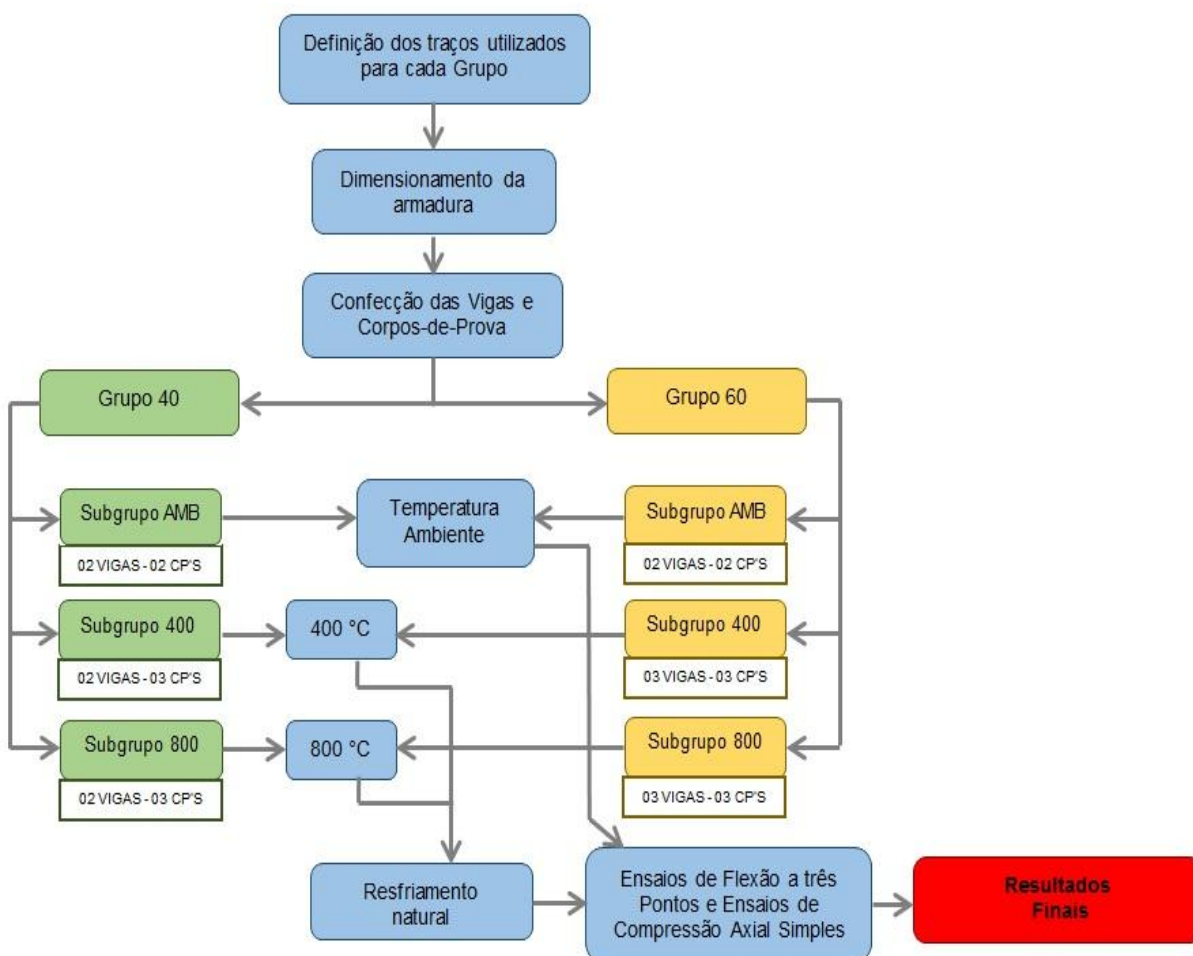 Definição dos traços utilizados
para cada Grupo
Dimensionamento da
armadura
Confecção das Vigas e
Corpos-de-Prova
Grupo 40
Grupo 60
Subgrupo AMB
02 VIGAS - 02 CP'S
Temperatura
Ambiente
Subgrupo AMB
02 VIGAS - 02 CP'S
Subgrupo 400
02 VIGAS - 03 CP'S
400 °C
Subgrupo 400
03 VIGAS - 03 CP'S
Subgrupo 800
02 VIGAS - 03 CP'S
800 °C
Subgrupo 800
03 VIGAS - 03 CP'S
Resfriamento
natural
Ensaios de Flexão a três
Pontos e Ensaios de
Compressão Axial Simples
Resultados
Finais